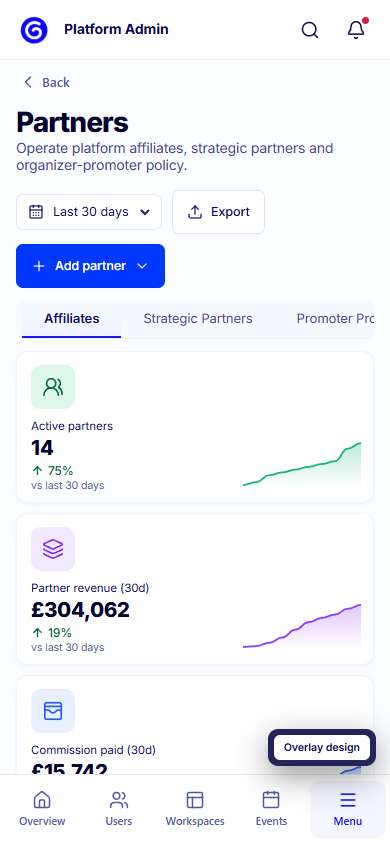 Platform Admin
Back
Partners
Operate platform affiliates, strategic partners and
organizer-promoter policy.
Last 30 days
Export
Add partner
Affiliates
Strategic Partners
Promoter Pro
Active partners
14
↑ 75%
vs last 30 days
Partner revenue (30d)
£304,062
↑ 19%
vs last 30 days
Commission paid (30d)
£15,742
Overlay design
Overview
Users
Workspaces
Events
Menu